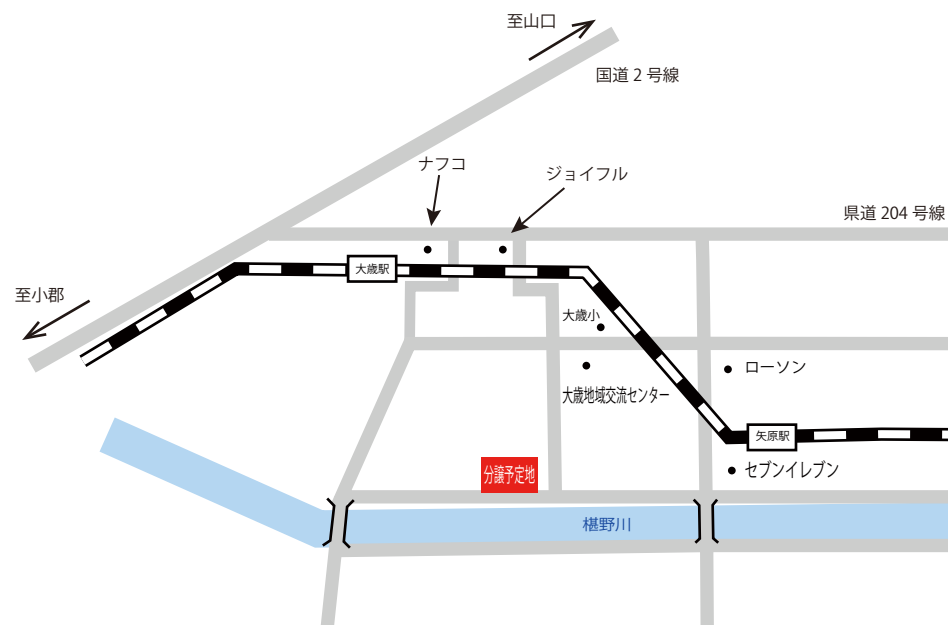 至山口
国道 2 号線
ナフコ
ジョイフル
県道 204 号線
大歳駅
至小郡
大歳小
ローソン
大歳地域交流センター
矢原駅
分譲予定地
セブンイレブン
椹野川